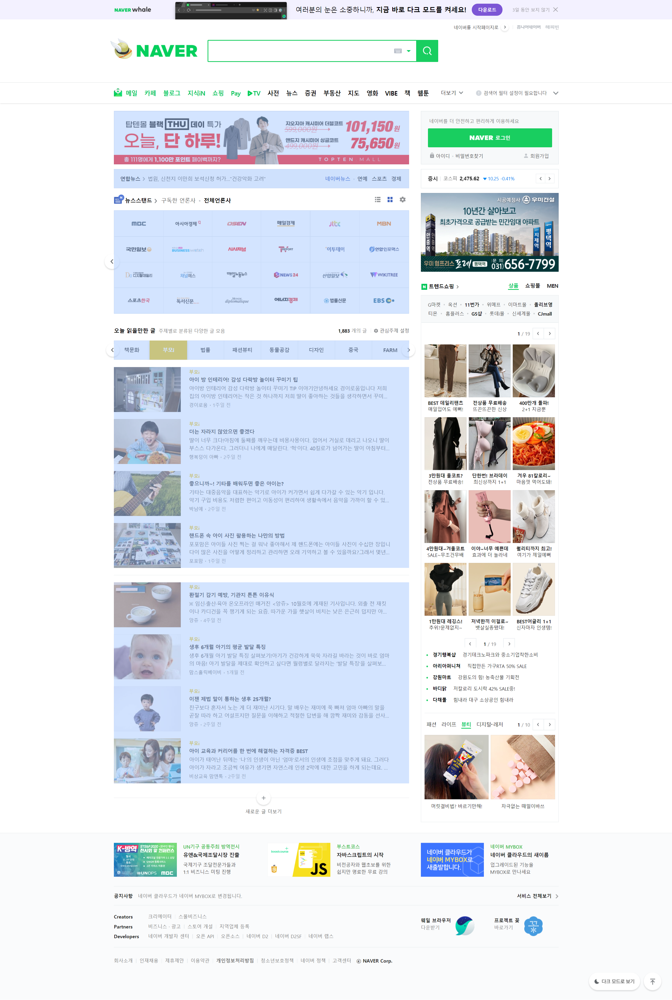 NAVER whale
여러분의 눈은 소중하니까, 지금 바로 다크 모드를 켜세요!
다운로드
3일 동안 보지 않기
네이버를 시작페이지로
쥬니어네이버 해피빈
NAVER
메일 카페 블로그 지식iN 쇼핑 Pay TV 사전 뉴스 증권 부동산 지도 영화 VIBE 책 웹툰 더보기
검색어 필터 설정이 필요합니다
탑텐몰 블랙 THU 데이 특가
오늘, 단 하루!
지오지아 캐시미어 더블코트
599,000원
101,150원
앤드지 캐시미어 싱글코트
499,000원
75,650원
총 111명에게 1,100만 포인트 페이백까지?
TOPTEN.MALL
네이버를 더 안전하고 편리하게 이용하세요
NAVER 로그인
아이디 · 비밀번호찾기
회원가입
연합뉴스 > 법원, 신천지 이만희 보석신청 허가..."건강악화 고려"
네이버뉴스 · 연예 스포츠 경제
증시 코스피 2,475.62 ▼10.25 -0.41%
뉴스스탠드 > 구독한 언론사 · 전체언론사
MBC 아시아경제 OSEN 매일경제 jtbc MBN
국민일보 BUSINESS watch 시사저널 TV REPORT 이투데이 연합인포맥스
디지털데일리 채널예스 매일노동뉴스 NEWS24 산업일보 WIKITREE
스포츠한국 독서신문 LE MONDE diplomatique 에너지경제 법률신문 EBS
시공예정사 우미건설
10년간 살아보고
최초가격으로 공급받는 민간임대 아파트
안중역 안중역
지제역
평택역
우미 험프리스 포레 평택역
문의 031) 656-7799
트렌드쇼핑 >
상품 쇼핑몰 MEN
G마켓 · 옥션 · 11번가 · 위메프 · 이마트몰 · 올리브영
티몬 · 홈플러스 · GS샵 · 롯데i몰 · 신세계몰 · CJmall
1 / 19
BEST 데일리팬츠
매일입어도 예뻐!
전상품 무료배송
뜨끈뜨끈한 신상
400만개 돌파!
2+1 지금뿐
3만원대 울코트?
전상품 무료배송!
단한번! 브라데이
최신상까지 1+1
겨우 81칼로리~
마음껏 먹어도돼!
4만원대~겨울코트
SALE~무조건무배
이야~너무 예쁜데
효과에 더 놀라네
퀄리티까지 최고!
여기가 제일예뻐
1만원대 레깅스!
추위?문제없지~
저녁한끼 이걸로~
뱃살실종됐대!
BEST어글리 1+1
신자마자 인생템!
1 / 19
경기행복샵 경기테크노파크와 중소기업착한소비
아리아퍼니쳐 직접만든 가구RTA 50% SALE
강원마트 강원도의 힘! 농축산물 기획전
바디닭 저칼로리 도시락 42% SALE중!
다채몰 힘내라 대구 소상공인 힘내라
패션 라이프 뷰티 디지털·레저
1 / 10
머릿결비법? 바르기만해!
자극없는 때밀이바쓰
오늘 읽을만한 글 주제별로 분류된 다양한 글 모음
1,883 개의 글
관심주제 설정
책문화 부모i 법률 패션뷰티 동물공감 디자인 중국 FARM
부모i
아이 방 인테리어! 감성 다락방 놀이터 꾸미기 팁
아이방 인테리어 감성 다락방 놀이터 꾸미기 TIP 이야기안녕하세요 경이로움입니다 저희
집의 아이방 인테리어는 작은 것 하나까지 저희 딸이 좋아하는 것들을 생각하면서 꾸미...
경이로움 · 1주일 전
부모i
더는 자라지 않았으면 좋겠다
딸이 너무 크다!아침에 둘째를 깨우는데 비몽사몽이다. 업어서 거실로 데리고 나오니 딸이
부스스 다가온다. 그러더니 나에게 매달린다. '헉'이다. 40킬로가 넘어가는 딸이 아침부터...
행복덩이 아빠 · 2주일 전
부모i
좋으니까~! 기타를 배워두면 좋은 아이는?
기타는 대중음악을 대표하는 악기로 아이가 커가면서 쉽게 다가갈 수 있는 악기 입니다.
악기 구입 비용도 저렴한 편이고 이동성이 편리하여 생활속에서 음악을 가까이 할 수 있...
박남예 · 2주일 전
부모i
핸드폰 속 아이 사진 활용하는 나만의 방법
포포맘은 아이들 사진 찍는 걸 워낙 좋아해서 제 핸드폰에는 아이들 사진이 수십만 장입니
다이 많은 사진을 어떻게 정리하고 관리하면 오래 기억하고 볼 수 있을까요?그래서 몇년...
포포맘 · 1주일 전
부모i
환절기 감기 예방, 기관지 튼튼 이유식
※ 임신·출산·육아 온오프라인 매거진 <앙쥬> 10월호에 게재된 기사입니다. 외출 전 재킷
이나 카디건을 꼭 챙기게 되는 요즘. 따가운 가을 햇살이 비치는 낮은 은근히 덥지만 아...
앙쥬 · 4주일 전
부모i
생후 6개월 아기의 평균 발달 특징
생후 6개월 아기 발달 특징 살펴보기!아기가 건강하게 쑥쑥 자라길 바라는 것이 바로 엄마
의 마음! 아기 발달을 제대로 확인하고 싶다면 월령별로 달라지는 '발달 특징'을 살펴보...
맘스홀릭베이비 · 1개월 전
부모i
이젠 제법 말이 통하는 생후 25개월?
친구보다 혼자서 노는 게 더 재미난 시기다. 말 배우는 재미에 푹 빠져 엄마 아빠의 말을
곧잘 따라 하고 어설프지만 질문을 이해하고 적절한 답변을 해 깜짝 재미와 감동을 선사...
앙쥬 · 2주일 전
부모i
아이 교육과 커리어를 한 번에 해결하는 자격증 BEST
아이가 태어난 뒤에는 '나'의 인생이 아닌 '엄마'로서의 인생에 초점을 맞추게 돼요. 그러다
아이가 자라고 조금씩 여유가 생기면 자연스레 인생 2막에 대한 고민을 하게 되는데요. ...
비상교육 맘앤톡 · 2주일 전
새로운 글 더보기
K-방역 STS&P2020 <온라인 행사>
전시회 및 컨퍼런스
일시
11.18~20일
장소
www.stsnp.com
해외조달 전문가와 1:1 상담
UNGM 등록서비스
1년 서비스 이용권
UNOPS MBC
UN기구 공동주최 방역전시
유엔&국제조달시장 진출
국제기구 조달전문가들과
1:1 비즈니스 미팅 진행
boostcourse
JS
부스트코스
자바스크립트의 시작
비전공자와 웹초보를 위한
쉽지만 명료한 무료 강의
네이버 클라우드가
네이버 MYBOX로
새출발합니다.
네이버 MYBOX
네이버 클라우드의 새이름
업그레이드된 기능을
MYBOX로 만나세요
공지사항 네이버 클라우드가 네이버 MYBOX로 변경됩니다.
서비스 전체보기
Creators 크리에이터 스몰비즈니스
Partners 비즈니스 · 광고 스토어 개설 지역업체 등록
Developers 네이버 개발자 센터 오픈 API 오픈소스 네이버 D2 네이버 D2SF 네이버 랩스
웨일 브라우저
다운받기
프로젝트 꽃
바로가기
회사소개 인재채용 제휴제안 이용약관 개인정보처리방침 청소년보호정책 네이버 정책 고객센터 ⓒ NAVER Corp.
다크 모드로 보기